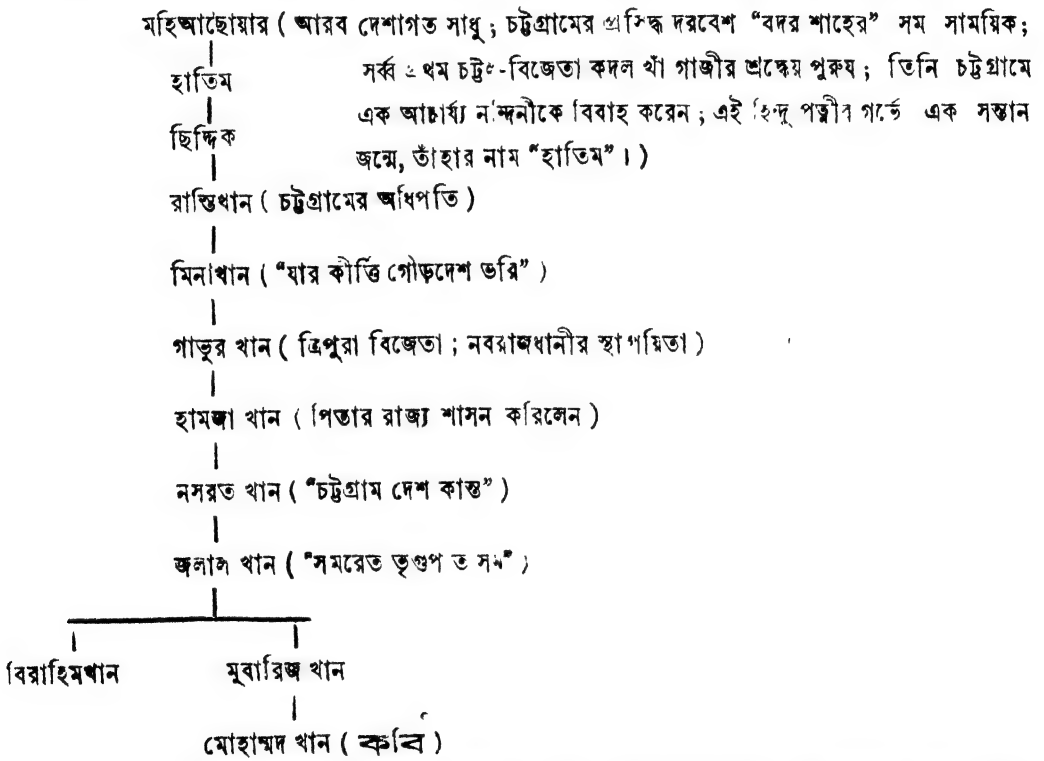 মহিআছোয়ার ( আরব দেশাগত সাধু ; চট্টগ্রামের প্রসিদ্ধ দরবেশ “বদর শাহের” সম সাময়িক ;
সর্ব্ব প্রথম চট্টল-বিজেতা কদল খাঁ গাজীর শ্রদ্ধেয় পুরুষ ; তিনি চট্টগ্রামে
এক আচার্য্য নন্দিনীকে বিবাহ করেন ; এই হিন্দু পত্নীর গর্ভে এক সন্তান
জন্মে, তাঁহার নাম “হাতিম” । )
হাতিম
ছিদ্দিক
রাস্তিখান ( চট্টগ্রামের অধিপতি )
মিনাখান ( “যার কীর্ত্তি গৌড়দেশ ভরি” )
গাভুর খান ( ত্রিপুরা বিজেতা ; নবরাজধানীর স্থাপয়িতা )
হামজা খান ( পিতার রাজ্য শাসন করিলেন )
নসরত খান ( “চট্টগ্রাম দেশ কান্ত” )
জলাল খান ( “সমরেত ভৃগুপ ত সম” )
বিরাহিমখান
মুবারিজ খান
মোহাম্মদ খান ( কবি )